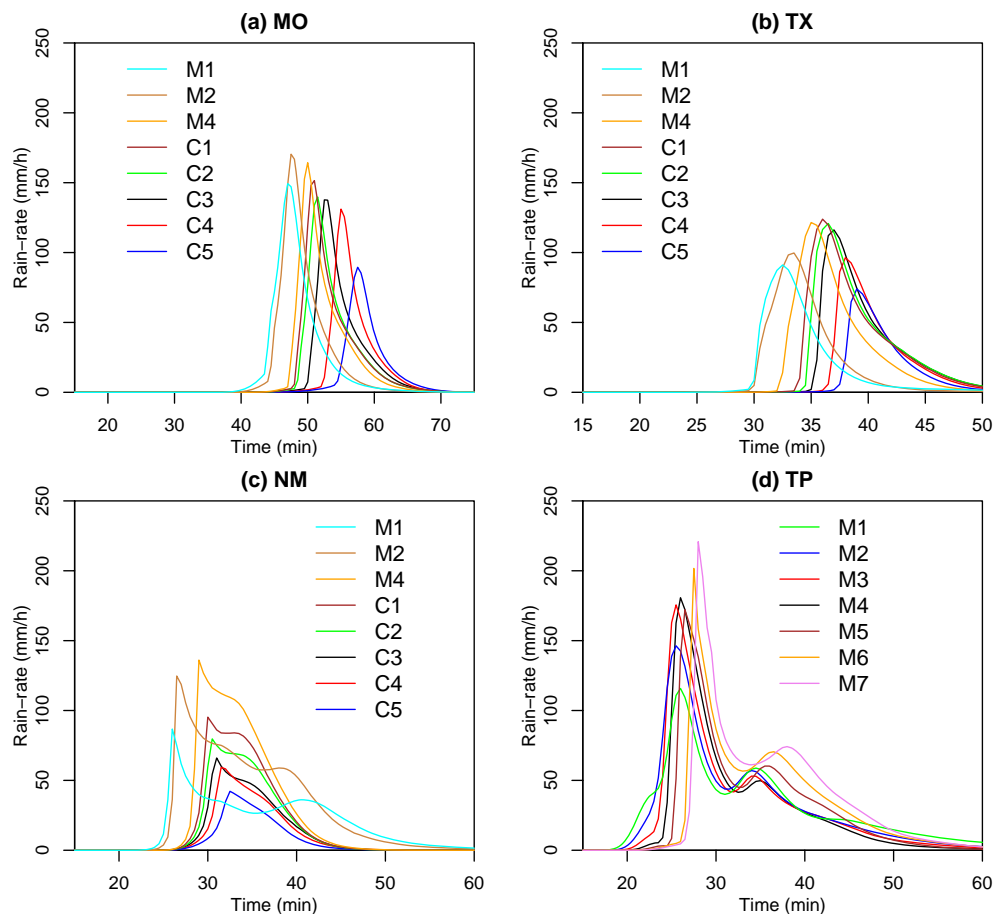 (a) MO
Rain−rate (mm/h)
0
50
100
150
200
250
M1
M2
M4
C1
C2
C3
C4
C5
20
30
40
50
60
70
Time (min)
(b) TX
Rain−rate (mm/h)
0
50
100
150
200
250
M1
M2
M4
C1
C2
C3
C4
C5
15
20
25
30
35
40
45
50
Time (min)
(c) NM
Rain−rate (mm/h)
0
50
100
150
200
250
M1
M2
M4
C1
C2
C3
C4
C5
20
30
40
50
60
Time (min)
(d) TP
Rain−rate (mm/h)
0
50
100
150
200
250
M1
M2
M3
M4
M5
M6
M7
20
30
40
50
60
Time (min)